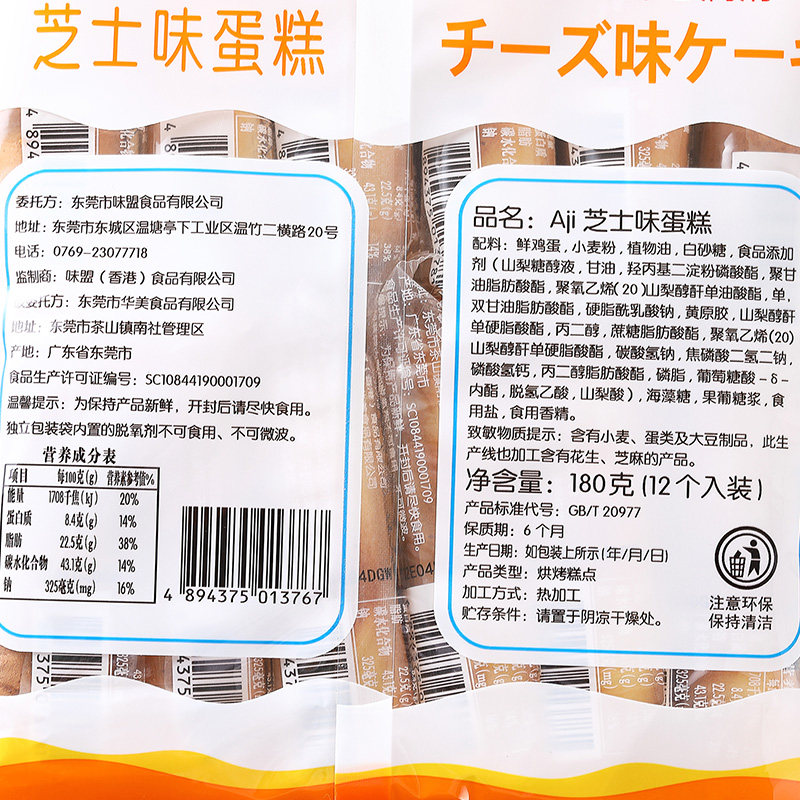 芝士味蛋糕
チーズ味ケーキ
委托方：东莞市味盟食品有限公司
地址：东莞市东城区温塘亭下工业区温竹二横路20号
电话：0769-23077718
监制商：味盟（香港）食品有限公司
委托方：东莞市华美食品有限公司
地址：东莞市茶山镇南社管理区
产地：广东省东莞市
食品生产许可证编号：SC10844190001709
温馨提示：为保持产品新鲜，开封后请尽快食用。
独立包装袋内置的脱氧剂不可食用、不可微波。
营养成分表
项目 每100克(g) 营养素参考值%
能量 1708千焦(kJ) 20%
蛋白质 8.4克(g) 14%
脂肪 22.5克(g) 38%
碳水化合物 43.1克(g) 14%
钠 325毫克(mg) 16%
4 894375 013767
品名：Aji 芝士味蛋糕
配料：鲜鸡蛋，小麦粉，植物油，白砂糖，食品添加
剂（山梨糖醇液，甘油，羟丙基二淀粉磷酸酯，聚甘
油脂肪酸酯，聚氧乙烯(20)山梨醇酐单油酸酯，单，
双甘油脂肪酸酯，硬脂酰乳酸钠，黄原胶，山梨醇酐
单硬脂酸酯，丙二醇，蔗糖脂肪酸酯，聚氧乙烯(20)
山梨醇酐单硬脂酸酯，碳酸氢钠，焦磷酸二氢二钠，
磷酸氢钙，丙二醇脂肪酸酯，磷脂，葡萄糖酸-δ-
内酯，脱氢乙酸，山梨酸），海藻糖，果葡糖浆，食
用盐，食用香精。
致敏物质提示：含有小麦、蛋类及大豆制品，此生
产线也加工含有花生、芝麻的产品。
净含量：180克(12个入装)
产品标准代号：GB/T 20977
保质期：6个月
生产日期：如包装上所示(年/月/日)
产品类型：烘烤糕点
加工方式：热加工
贮存条件：请置于阴凉干燥处。
注意环保
保持清洁